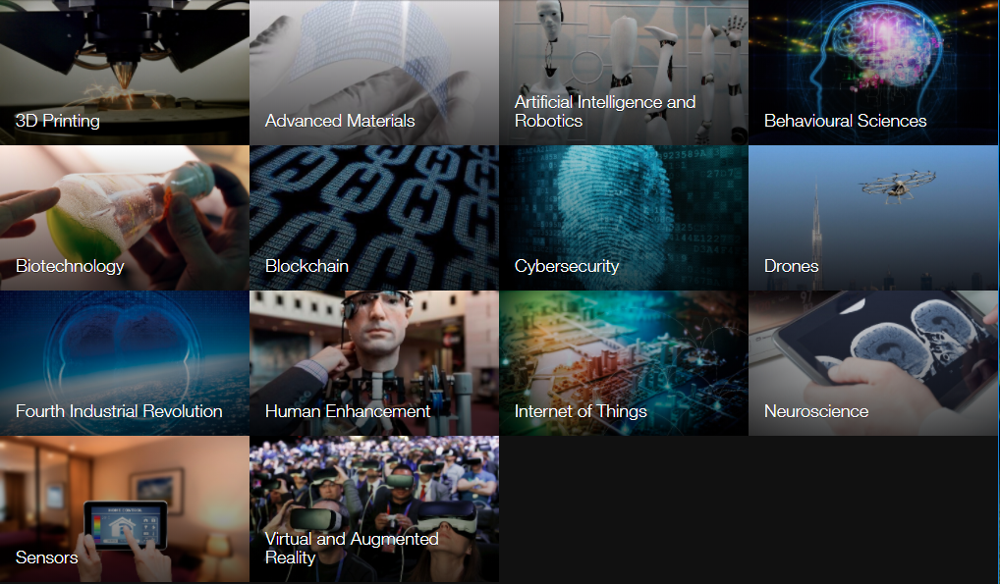 3D Printing
Advanced Materials
Artificial Intelligence and
Robotics
Behavioural Sciences
Biotechnology
Blockchain
Cybersecurity
Drones
Fourth Industrial Revolution
Human Enhancement
Internet of Things
Neuroscience
Sensors
Virtual and Augmented
Reality